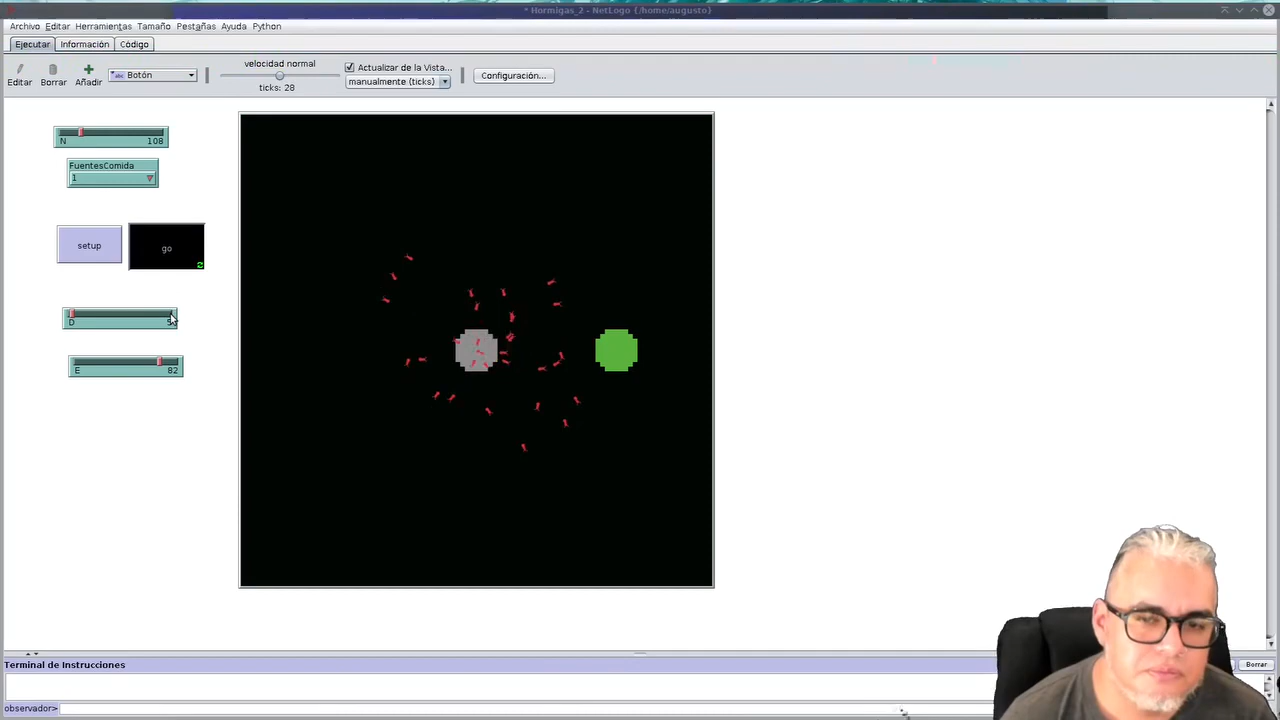 * Hormigas_2 - NetLogo {/home/augusto}
Archivo Editar Herramientas Tamaño Pestañas Ayuda Python
Ejecutar Información Código
velocidad normal
Actualizar de la Vista...
Editar Borrar Añadir
Botón
manualmente (ticks)
Configuración...
ticks: 28
N 108
FuentesComida
1
setup
go
D
E 82
Terminal de Instrucciones
Borrar
observador>